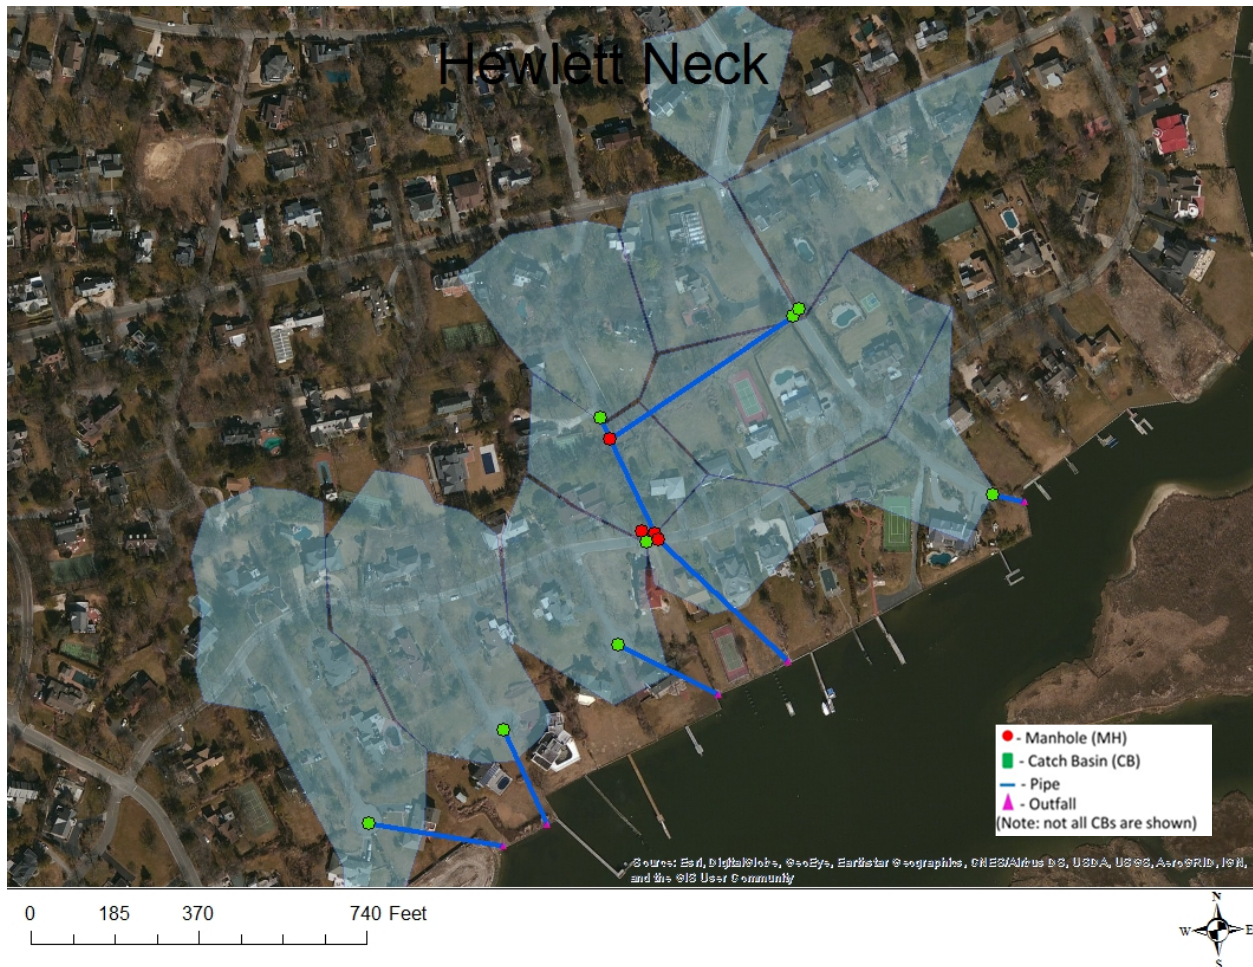 Hewlett Neck
- Manhole (MH)
- Catch Basin (CB)
- Pipe
- Outfall
(Note: not all CBs are shown)
Source: Esri, DigitalGlobe, GeoEye, Earthstar Geographics, CNES/Airbus DS, USDA, USGS, AeroGRID, IGN,
and the GIS User Community
0 185 370 740 Feet
N
W E
S